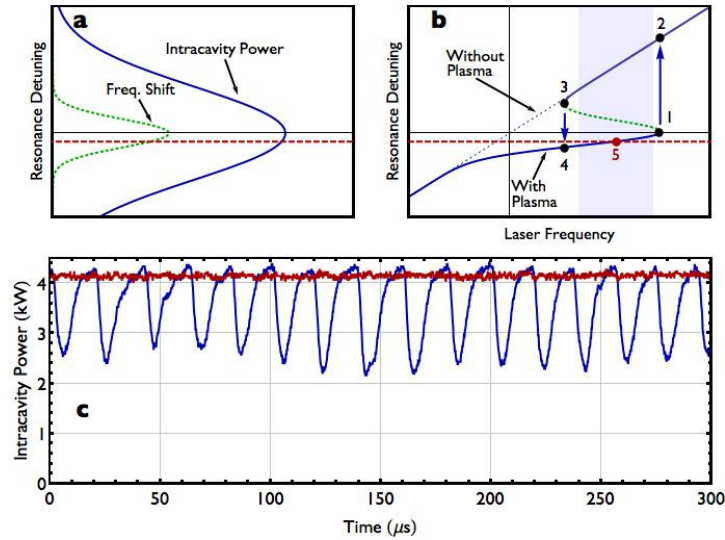 a
Resonance Detuning
Intracavity Power
Freq. Shift
b
Resonance Detuning
Without
Plasma
With
Plasma
1
2
3
4
5
Laser Frequency
c
Intracavity Power (kW)
4
3
2
1
0
0
50
100
150
200
250
300
Time (μs)